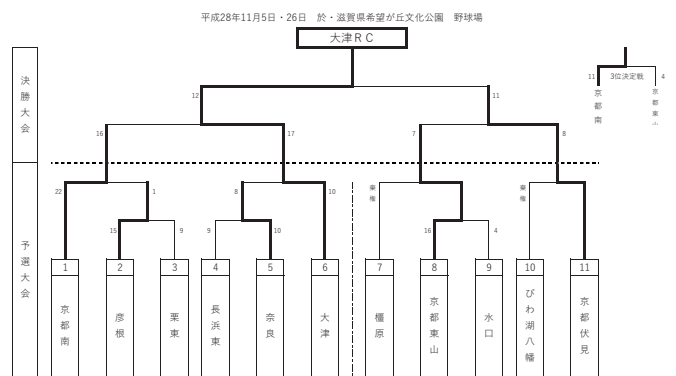 平成28年11月5日・26日　於・滋賀県希望が丘文化公園　野球場
大津ＲＣ
決勝大会
11
3位決定戦
4
京都南
京都東山
12
11
16
17
7
8
22
1
8
10
棄権
棄権
15
9
9
10
16
4
予選大会
1
2
3
4
5
6
7
8
9
10
11
京都南
彦根
栗東
長浜東
奈良
大津
橿原
京都東山
水口
びわ湖八幡
京都伏見